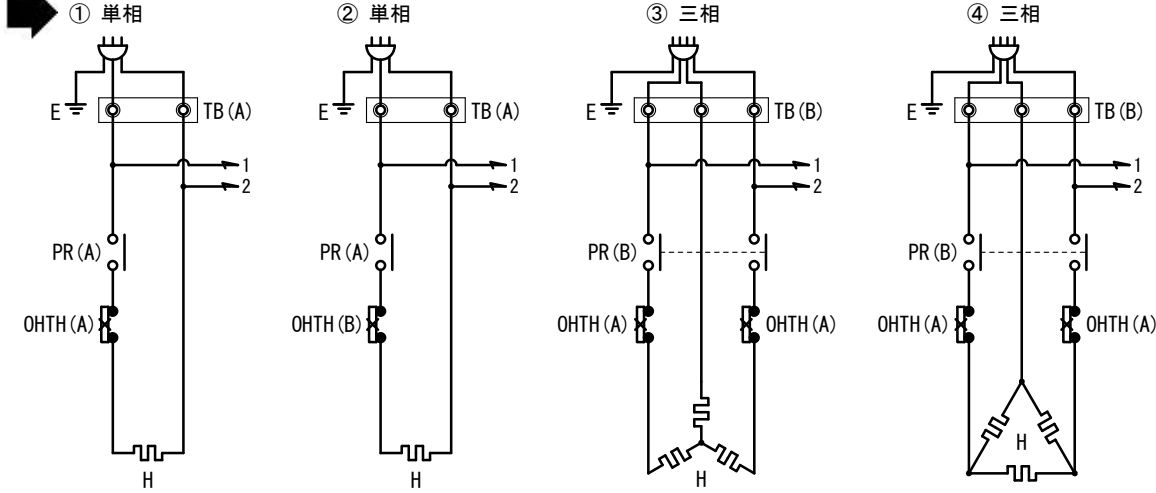 ① 単相
② 単相
③ 三相
④ 三相
E
TB(A)
E
TB(A)
E
TB(B)
E
TB(B)
1
1
1
1
2
2
2
2
PR(A)
PR(A)
PR(B)
PR(B)
OHTH(A)
OHTH(B)
OHTH(A)
OHTH(A)
OHTH(A)
OHTH(A)
H
H
H
H